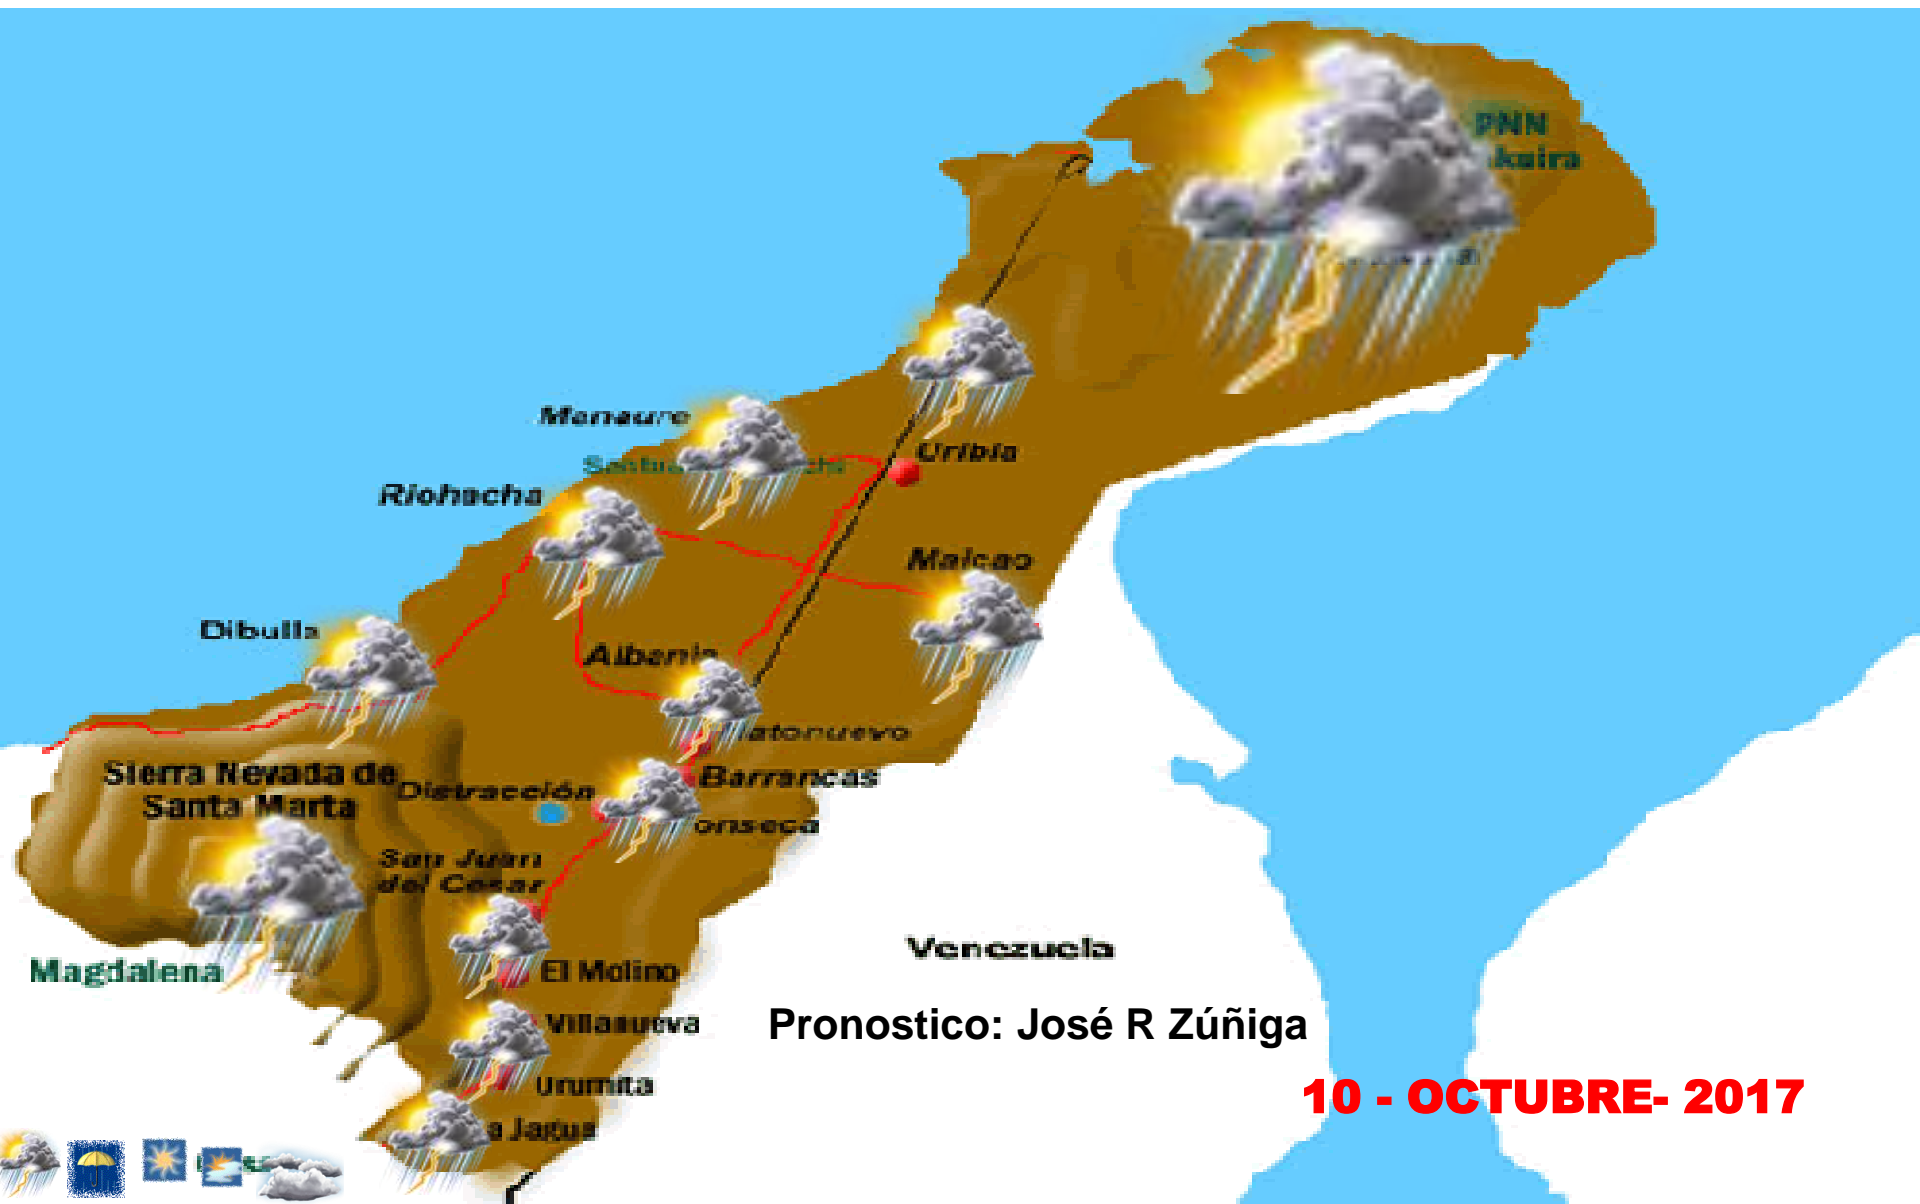 PNN
Manaure
Uribia
Riohacha
Maicao
Dibulla
Albania
Barrancas
Sierra Nevada de
Santa Marta
Distracción
San Juan
del Cesar
Magdalena
El Molino
Venezuela
Villanueva
Pronostico: José R Zúñiga
Urumita
a Jagua
10 - OCTUBRE- 2017